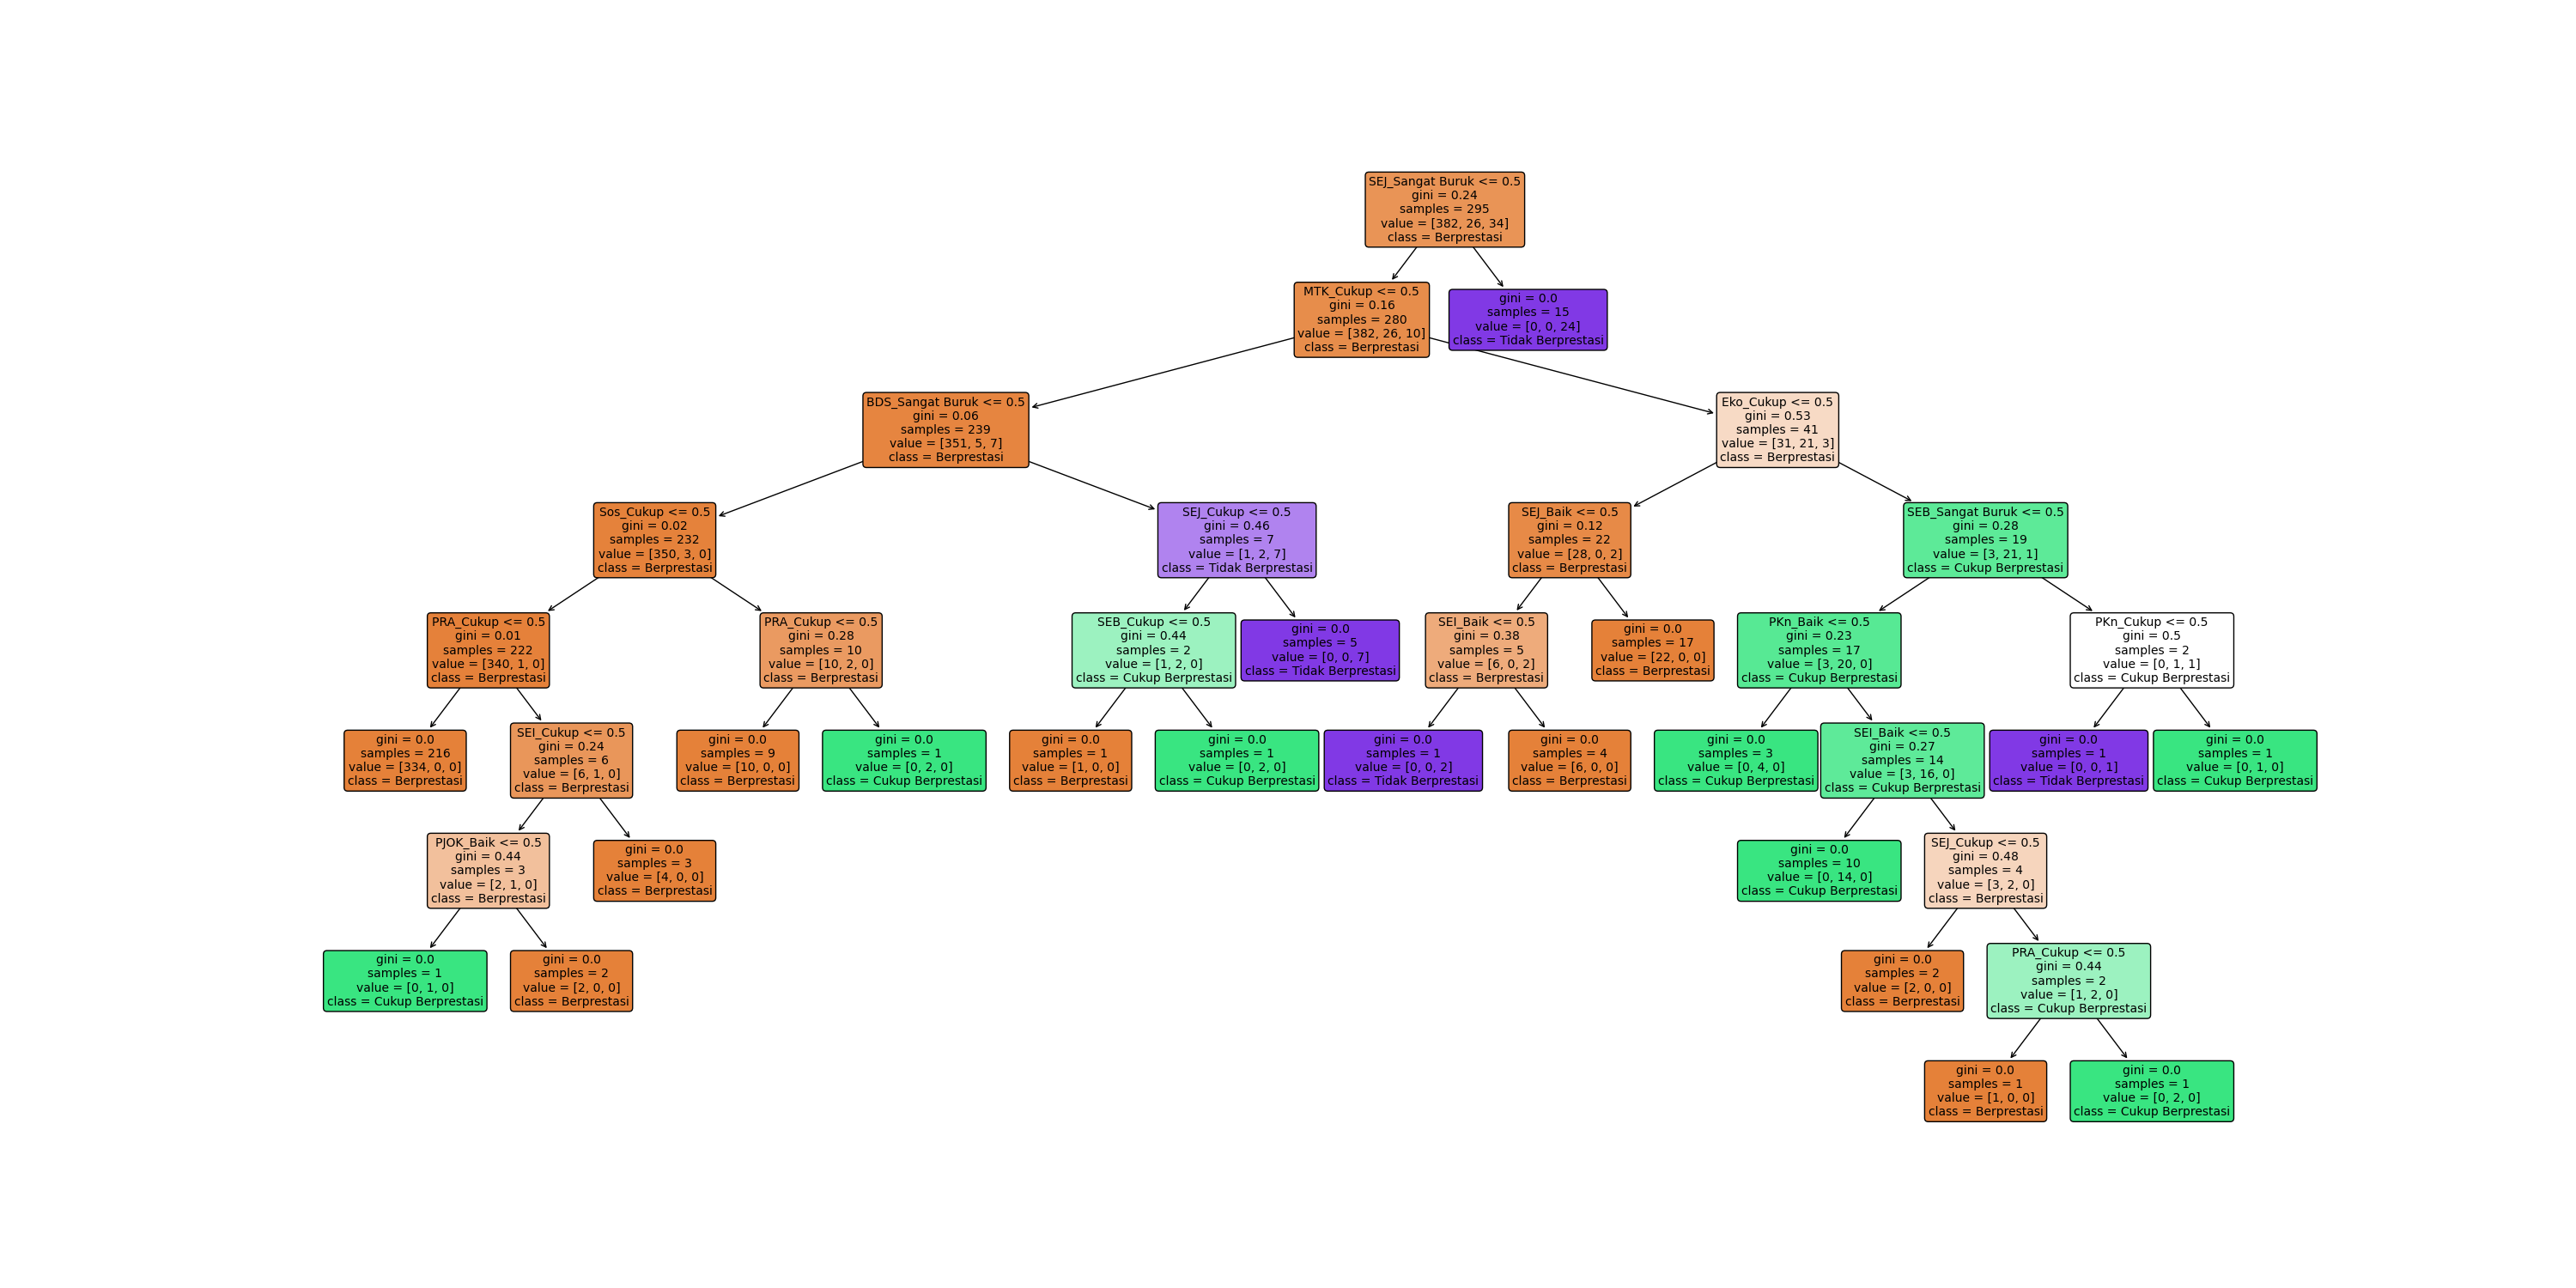 SEJ_Sangat Buruk <= 0.5
gini = 0.24
samples = 295
value = [382, 26, 34]
class = Berprestasi
MTK_Cukup <= 0.5
gini = 0.16
samples = 280
value = [382, 26, 10]
class = Berprestasi
gini = 0.0
samples = 15
value = [0, 0, 24]
class = Tidak Berprestasi
BDS_Sangat Buruk <= 0.5
gini = 0.06
samples = 239
value = [351, 5, 7]
class = Berprestasi
Eko_Cukup <= 0.5
gini = 0.53
samples = 41
value = [31, 21, 3]
class = Berprestasi
Sos_Cukup <= 0.5
gini = 0.02
samples = 232
value = [350, 3, 0]
class = Berprestasi
SEJ_Cukup <= 0.5
gini = 0.46
samples = 7
value = [1, 2, 7]
class = Tidak Berprestasi
SEJ_Baik <= 0.5
gini = 0.12
samples = 22
value = [28, 0, 2]
class = Berprestasi
SEB_Sangat Buruk <= 0.5
gini = 0.28
samples = 19
value = [3, 21, 1]
class = Cukup Berprestasi
PRA_Cukup <= 0.5
gini = 0.01
samples = 222
value = [340, 1, 0]
class = Berprestasi
PRA_Cukup <= 0.5
gini = 0.28
samples = 10
value = [10, 2, 0]
class = Berprestasi
SEB_Cukup <= 0.5
gini = 0.44
samples = 2
value = [1, 2, 0]
class = Cukup Berprestasi
gini = 0.0
samples = 5
value = [0, 0, 7]
class = Tidak Berprestasi
SEI_Baik <= 0.5
gini = 0.38
samples = 5
value = [6, 0, 2]
class = Berprestasi
gini = 0.0
samples = 17
value = [22, 0, 0]
class = Berprestasi
PKn_Baik <= 0.5
gini = 0.23
samples = 17
value = [3, 20, 0]
class = Cukup Berprestasi
PKn_Cukup <= 0.5
gini = 0.5
samples = 2
value = [0, 1, 1]
class = Cukup Berprestasi
gini = 0.0
samples = 216
value = [334, 0, 0]
class = Berprestasi
SEI_Cukup <= 0.5
gini = 0.24
samples = 6
value = [6, 1, 0]
class = Berprestasi
gini = 0.0
samples = 9
value = [10, 0, 0]
class = Berprestasi
gini = 0.0
samples = 1
value = [0, 2, 0]
class = Cukup Berprestasi
gini = 0.0
samples = 1
value = [1, 0, 0]
class = Berprestasi
gini = 0.0
samples = 1
value = [0, 2, 0]
class = Cukup Berprestasi
gini = 0.0
samples = 1
value = [0, 0, 2]
class = Tidak Berprestasi
gini = 0.0
samples = 4
value = [6, 0, 0]
class = Berprestasi
gini = 0.0
samples = 3
value = [0, 4, 0]
class = Cukup Berprestasi
SEI_Baik <= 0.5
gini = 0.27
samples = 14
value = [3, 16, 0]
class = Cukup Berprestasi
gini = 0.0
samples = 1
value = [0, 0, 1]
class = Tidak Berprestasi
gini = 0.0
samples = 1
value = [0, 1, 0]
class = Cukup Berprestasi
PJOK_Baik <= 0.5
gini = 0.44
samples = 3
value = [2, 1, 0]
class = Berprestasi
gini = 0.0
samples = 3
value = [4, 0, 0]
class = Berprestasi
gini = 0.0
samples = 10
value = [0, 14, 0]
class = Cukup Berprestasi
SEJ_Cukup <= 0.5
gini = 0.48
samples = 4
value = [3, 2, 0]
class = Berprestasi
gini = 0.0
samples = 1
value = [0, 1, 0]
class = Cukup Berprestasi
gini = 0.0
samples = 2
value = [2, 0, 0]
class = Berprestasi
gini = 0.0
samples = 2
value = [2, 0, 0]
class = Berprestasi
PRA_Cukup <= 0.5
gini = 0.44
samples = 2
value = [1, 2, 0]
class = Cukup Berprestasi
gini = 0.0
samples = 1
value = [1, 0, 0]
class = Berprestasi
gini = 0.0
samples = 1
value = [0, 2, 0]
class = Cukup Berprestasi